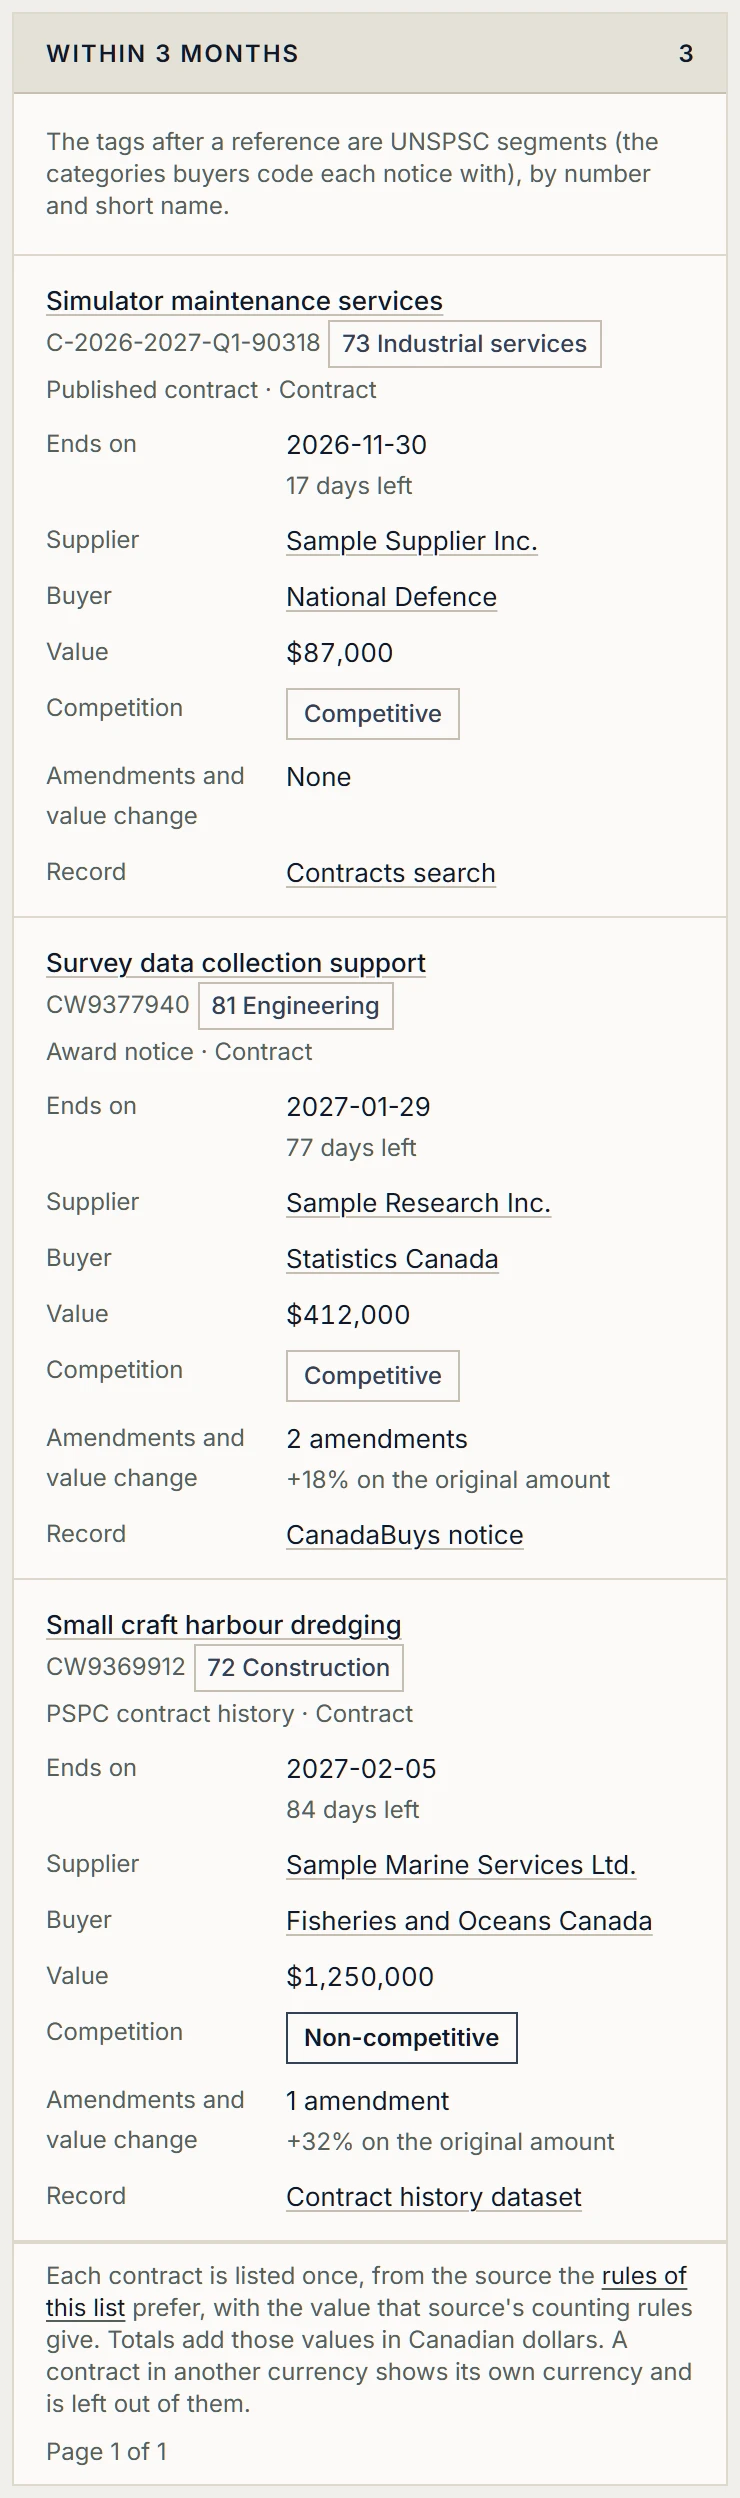 WITHIN 3 MONTHS 3
The tags after a reference are UNSPSC segments (the
categories buyers code each notice with), by number
and short name.
Simulator maintenance services
C-2026-2027-Q1-90318 73 Industrial services
Published contract · Contract
Ends on 2026-11-30
17 days left
Supplier Sample Supplier Inc.
Buyer National Defence
Value $87,000
Competition Competitive
Amendments and None
value change
Record Contracts search
Survey data collection support
CW9377940 81 Engineering
Award notice · Contract
Ends on 2027-01-29
77 days left
Supplier Sample Research Inc.
Buyer Statistics Canada
Value $412,000
Competition Competitive
Amendments and 2 amendments
value change +18% on the original amount
Record CanadaBuys notice
Small craft harbour dredging
CW9369912 72 Construction
PSPC contract history · Contract
Ends on 2027-02-05
84 days left
Supplier Sample Marine Services Ltd.
Buyer Fisheries and Oceans Canada
Value $1,250,000
Competition Non-competitive
Amendments and 1 amendment
value change +32% on the original amount
Record Contract history dataset
Each contract is listed once, from the source the rules of
this list prefer, with the value that source's counting rules
give. Totals add those values in Canadian dollars. A
contract in another currency shows its own currency and
is left out of them.
Page 1 of 1